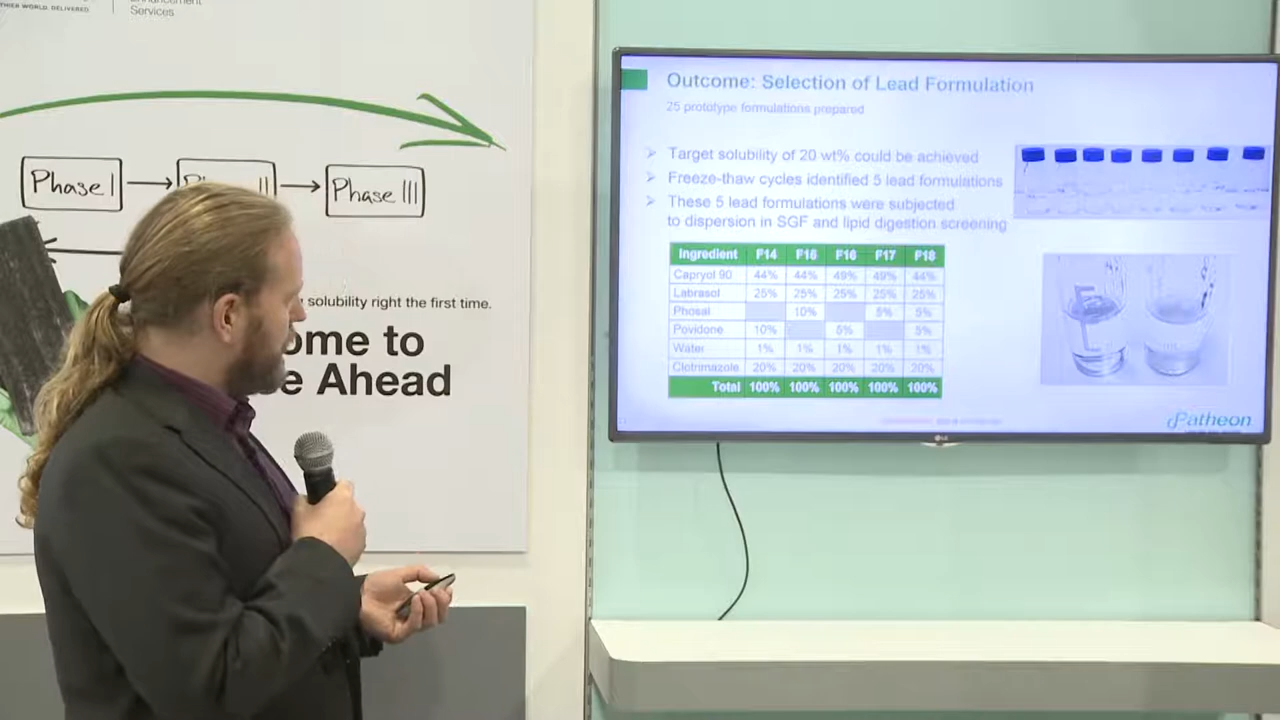 THIER WORLD. DELIVERED.
Enhancement
Services
Phase I
Phase III
solubility right the first time.
ome to
e Ahead
Outcome: Selection of Lead Formulation
25 prototype formulations prepared
Target solubility of 20 wt% could be achieved
Freeze-thaw cycles identified 5 lead formulations
These 5 lead formulations were subjected
to dispersion in SGF and lipid digestion screening
Ingredient F14 F15 F16 F17 F18
Capryol 90 44% 44% 49% 49% 44%
Labrasol 25% 25% 25% 25% 25%
Phosal 10% 5% 5%
Povidone 10% 5% 5%
Water 1% 1% 1% 1% 1%
Clotrimazole 20% 20% 20% 20% 20%
Total 100% 100% 100% 100% 100%
Patheon
LG